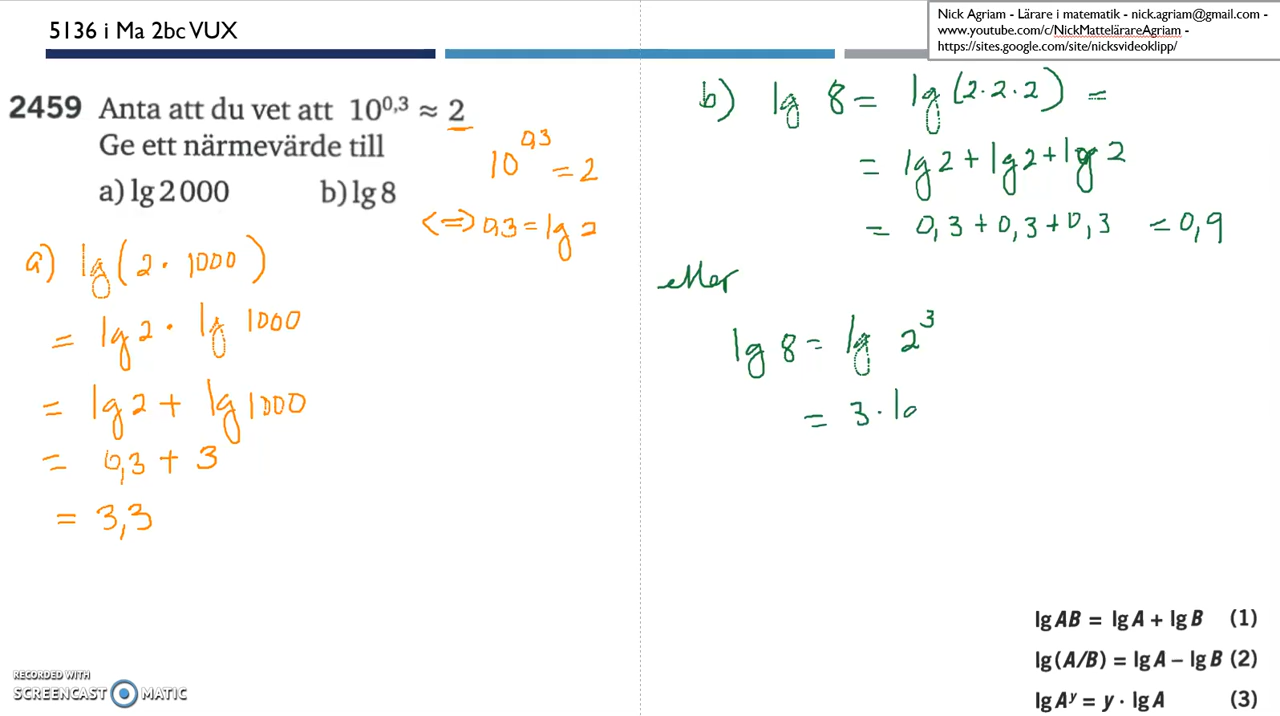 5136 i Ma 2bc VUX
Nick Agriam - Lärare i matematik - nick.agriam@gmail.com -
www.youtube.com/c/NickMattelärareAgriam -
https://sites.google.com/site/nicksvideoklipp/
2459 Anta att du vet att 10^0,3 ≈ 2
Ge ett närmevärde till
a) lg 2 000 b) lg 8
10^0,3 = 2
<=> 0,3 = lg 2
a) lg(2 · 1000)
= lg 2 · lg 1000
= lg 2 + lg 1000
= 0,3 + 3
= 3,3
b) lg 8 = lg(2·2·2) =
= lg 2 + lg 2 + lg 2
= 0,3 + 0,3 + 0,3 = 0,9
eller
lg 8 = lg 2^3
= 3 · lo
lg AB = lg A + lg B (1)
lg (A/B) = lg A – lg B (2)
lg A^y = y · lg A (3)
RECORDED WITH
SCREENCAST MATIC